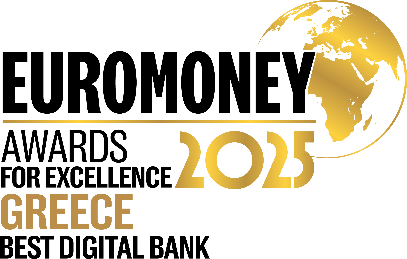 EUROMONEY
AWARDS
FOR EXCELLENCE 2025
GREECE
BEST DIGITAL BANK